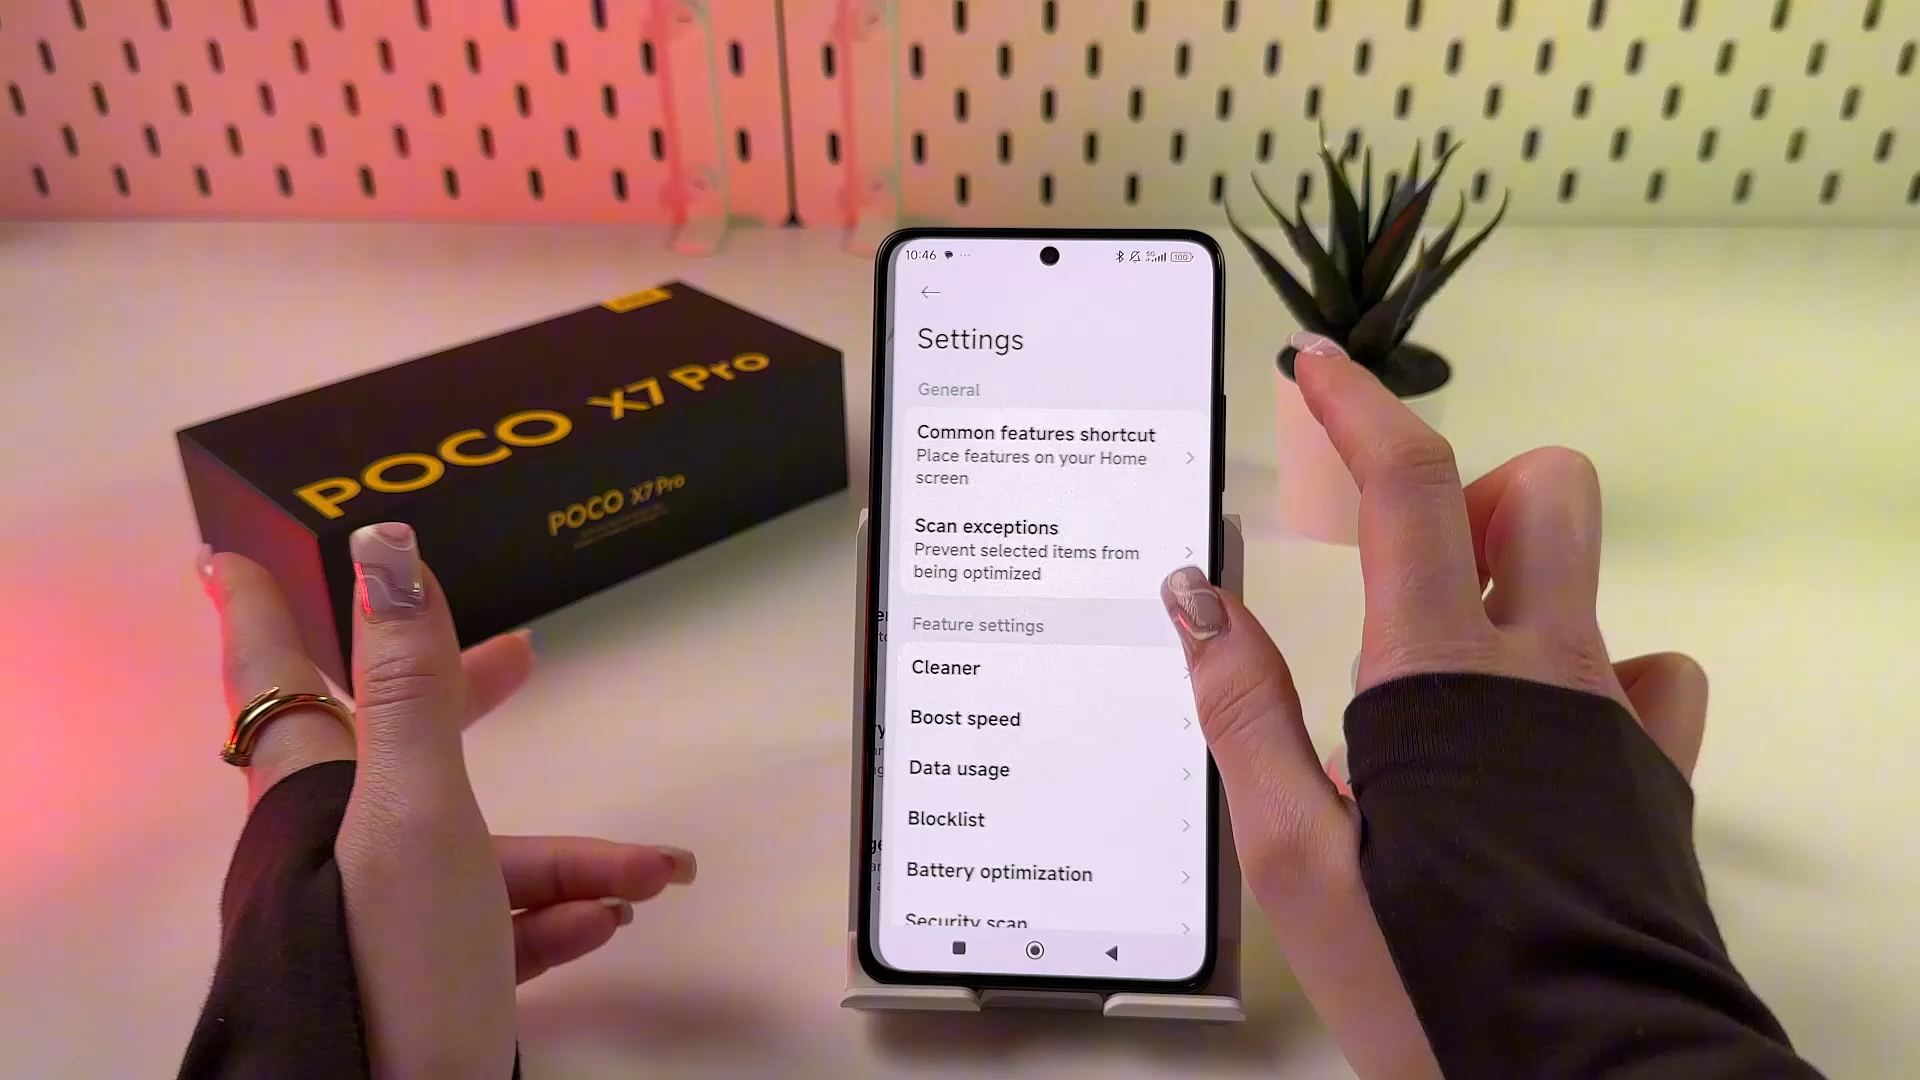 POCO X7 Pro
POCO X7 Pro
10:46
5G
100
Settings
General
Common features shortcut
Place features on your Home
screen
Scan exceptions
Prevent selected items from
being optimized
Feature settings
Cleaner
Boost speed
Data usage
Blocklist
Battery optimization
Security scan